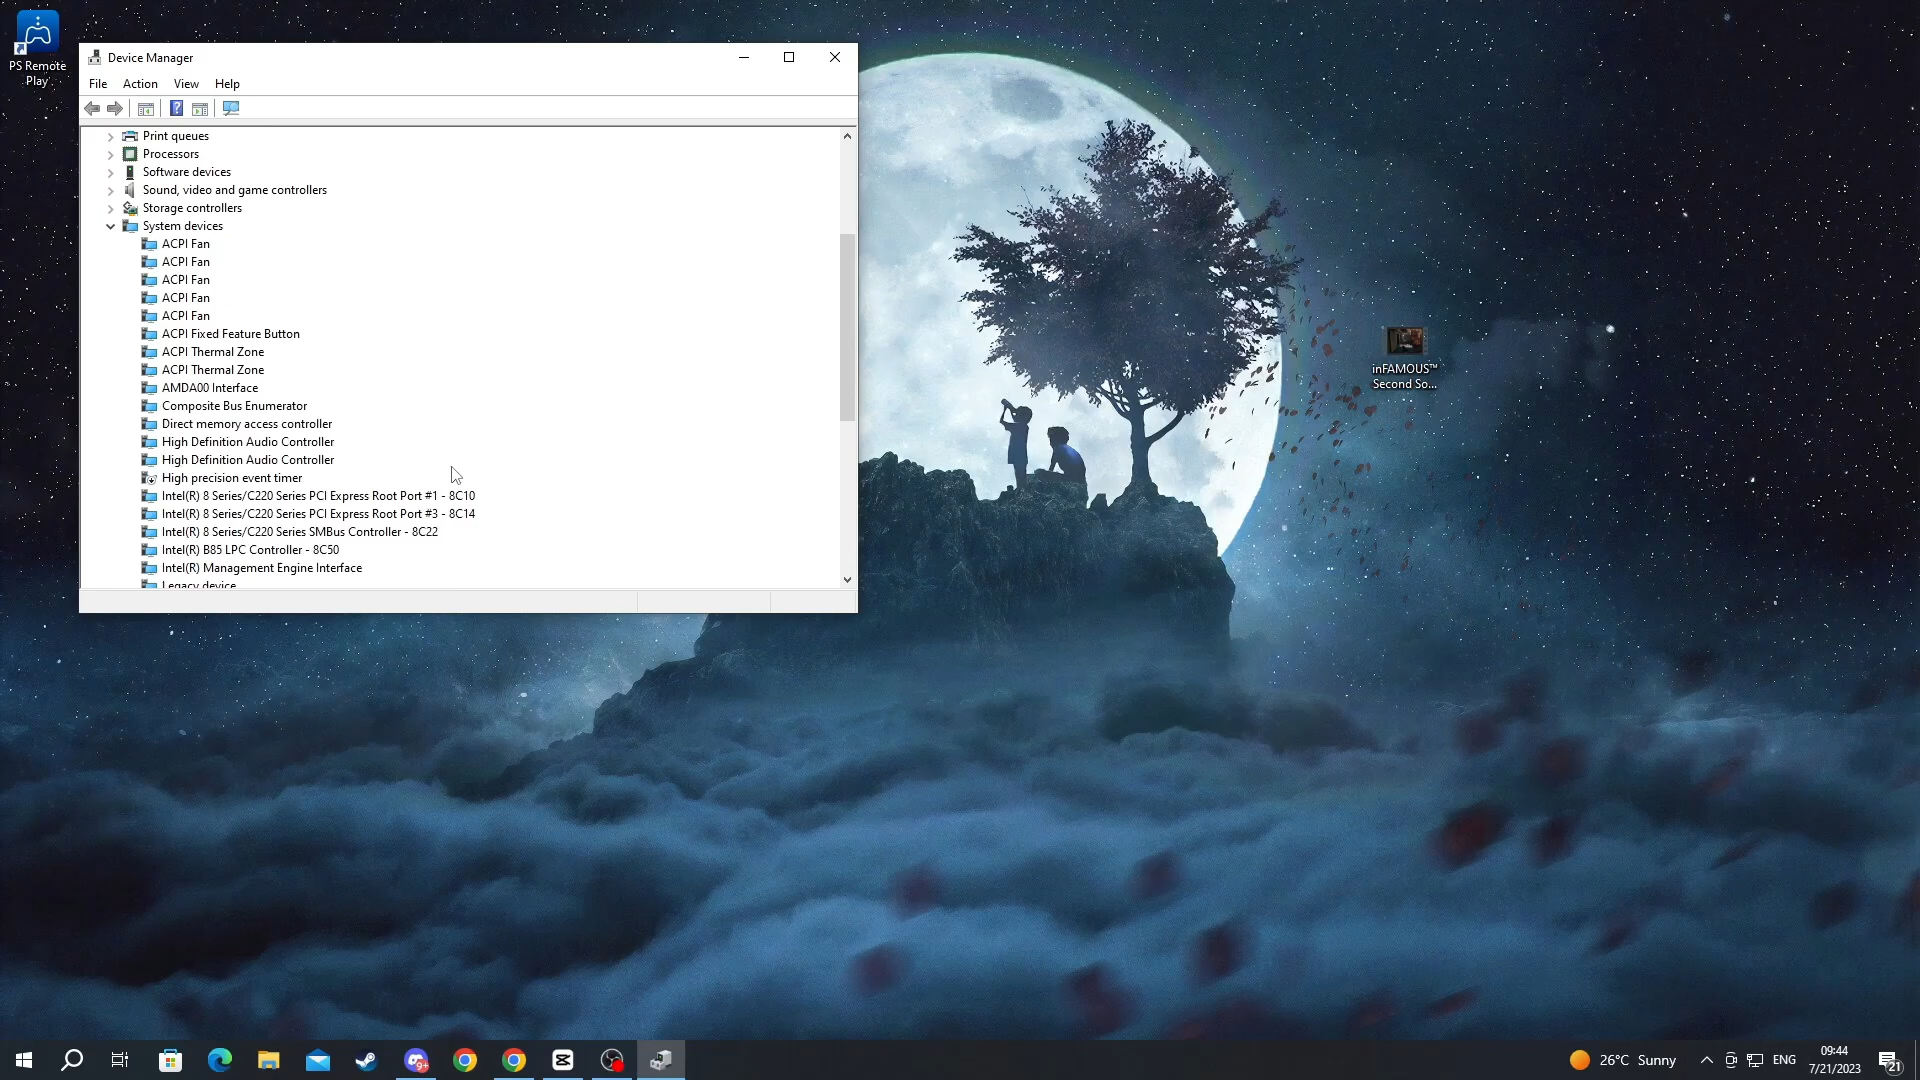 PS Remote
Play
Device Manager
File Action View Help
Print queues
Processors
Software devices
Sound, video and game controllers
Storage controllers
System devices
ACPI Fan
ACPI Fan
ACPI Fan
ACPI Fan
ACPI Fan
ACPI Fixed Feature Button
ACPI Thermal Zone
ACPI Thermal Zone
AMDA00 Interface
Composite Bus Enumerator
Direct memory access controller
High Definition Audio Controller
High Definition Audio Controller
High precision event timer
Intel(R) 8 Series/C220 Series PCI Express Root Port #1 - 8C10
Intel(R) 8 Series/C220 Series PCI Express Root Port #3 - 8C14
Intel(R) 8 Series/C220 Series SMBus Controller - 8C22
Intel(R) B85 LPC Controller - 8C50
Intel(R) Management Engine Interface
Legacy device
inFAMOUS™
Second So...
9+
26°C Sunny
ENG
09:44
7/21/2023
21